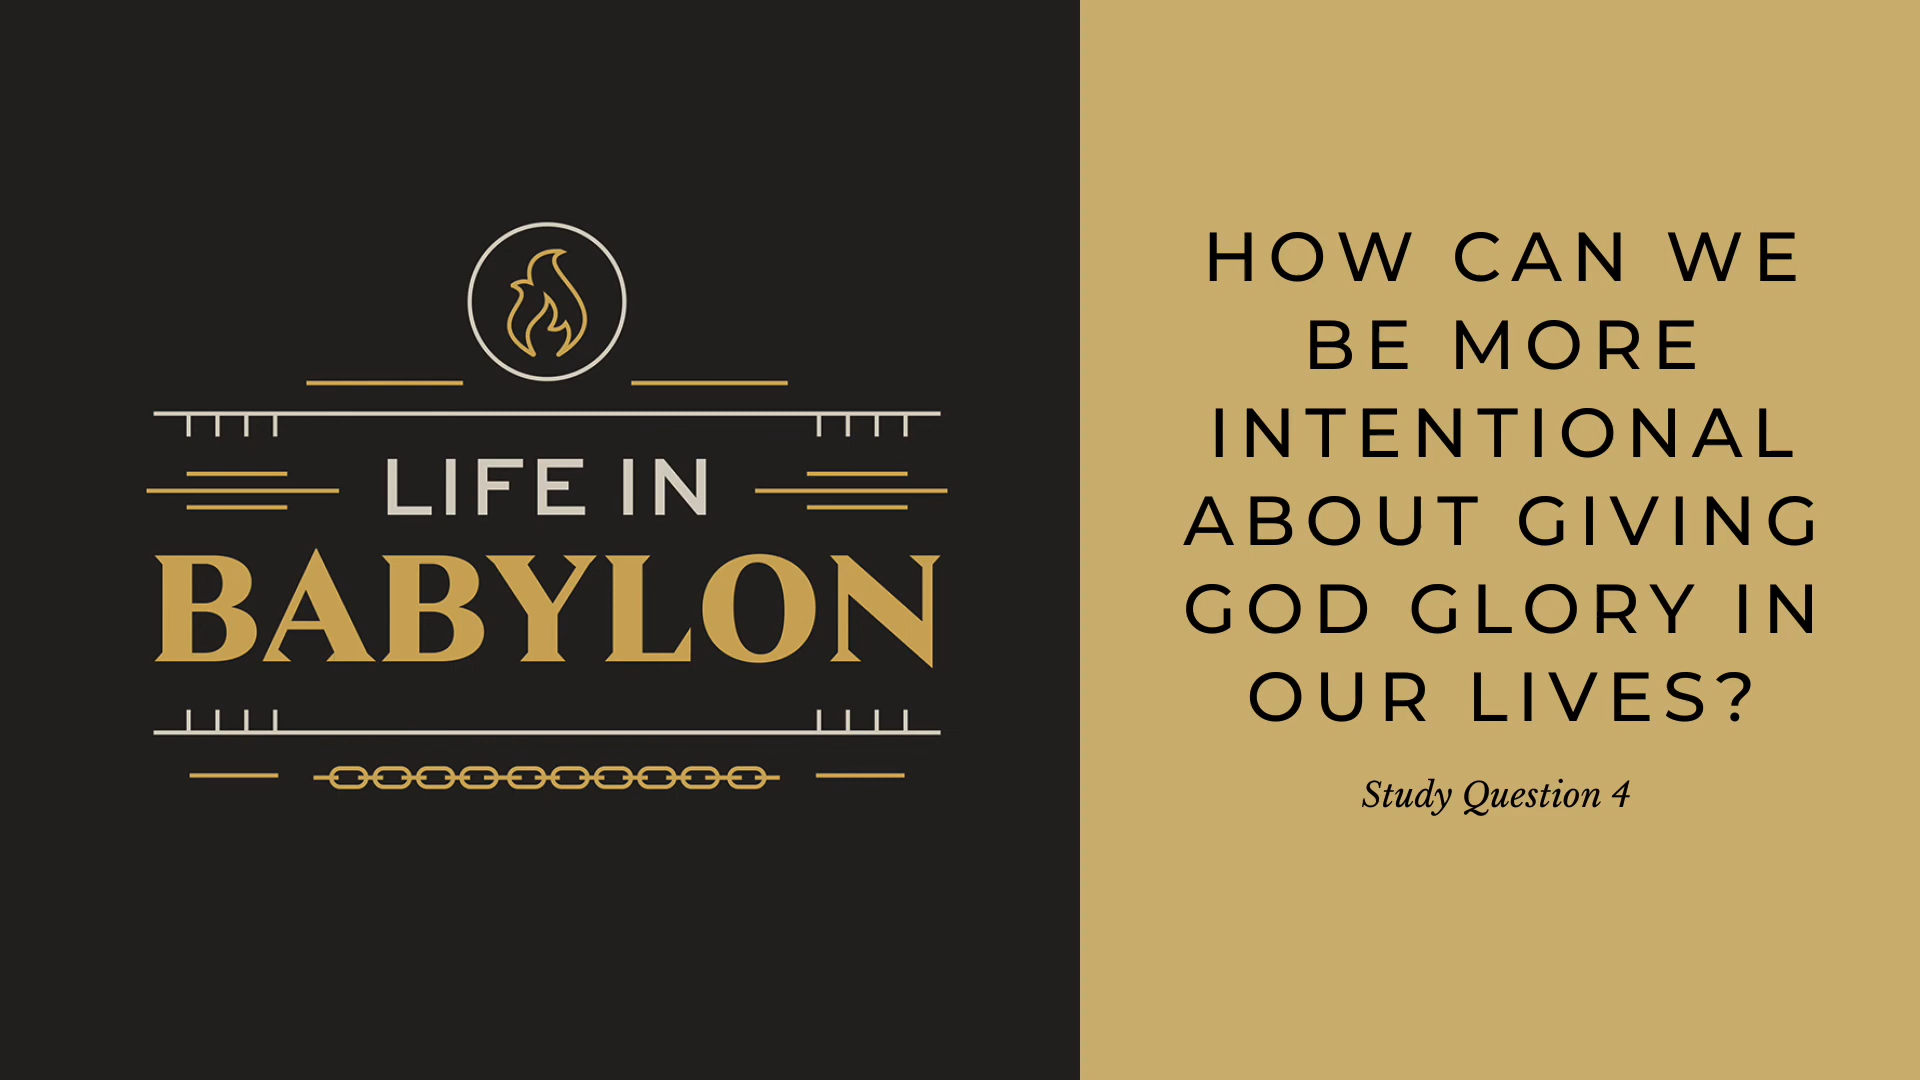 LIFE IN
BABYLON
HOW CAN WE
BE MORE
INTENTIONAL
ABOUT GIVING
GOD GLORY IN
OUR LIVES?
Study Question 4